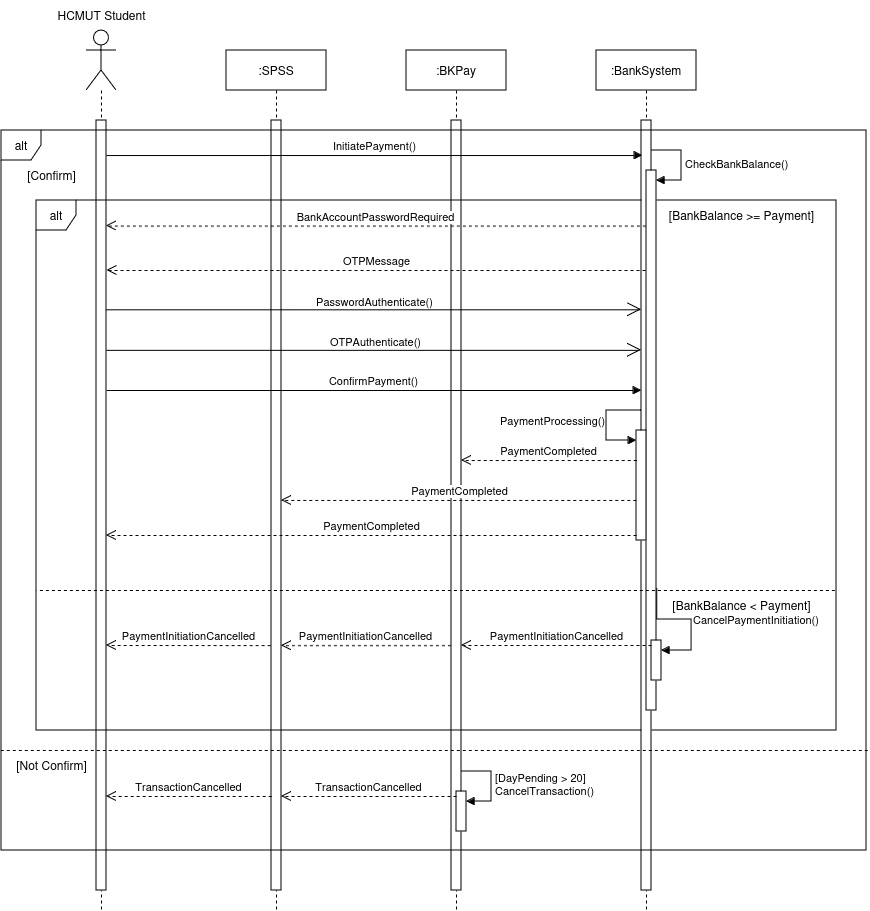 HCMUT Student
:SPSS
:BKPay
:BankSystem
alt
InitiatePayment()
CheckBankBalance()
[Confirm]
alt
BankAccountPasswordRequired
[BankBalance >= Payment]
OTPMessage
PasswordAuthenticate()
OTPAuthenticate()
ConfirmPayment()
PaymentProcessing()
PaymentCompleted
PaymentCompleted
PaymentCompleted
[BankBalance < Payment]
CancelPaymentInitiation()
PaymentInitiationCancelled
PaymentInitiationCancelled
PaymentInitiationCancelled
[Not Confirm]
[DayPending > 20]
CancelTransaction()
TransactionCancelled
TransactionCancelled